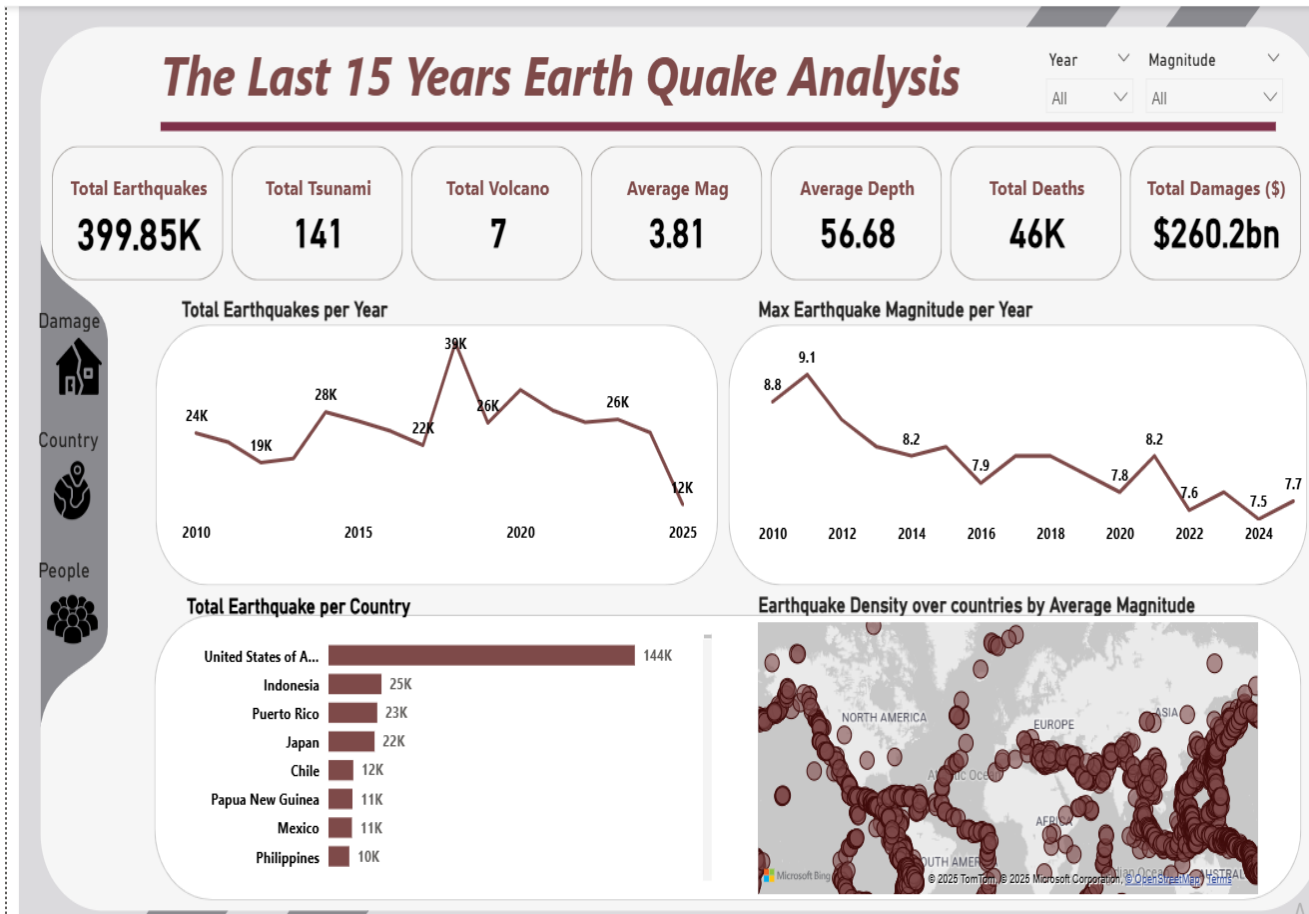 The Last 15 Years Earth Quake Analysis
Year
Magnitude
All
All
Total Earthquakes
399.85K
Total Tsunami
141
Total Volcano
7
Average Mag
3.81
Average Depth
56.68
Total Deaths
46K
Total Damages ($)
$260.2bn
Damage
Country
People
Total Earthquakes per Year
24K
19K
28K
22K
39K
26K
26K
12K
2010
2015
2020
2025
Max Earthquake Magnitude per Year
8.8
9.1
8.2
7.9
7.8
8.2
7.6
7.5
7.7
2010
2012
2014
2016
2018
2020
2022
2024
Total Earthquake per Country
United States of A... 144K
Indonesia 25K
Puerto Rico 23K
Japan 22K
Chile 12K
Papua New Guinea 11K
Mexico 11K
Philippines 10K
Earthquake Density over countries by Average Magnitude
NORTH AMERICA
EUROPE
ASIA
Microsoft Bing
© 2025 TomTom, © 2025 Microsoft Corporation, © OpenStreetMap Terms